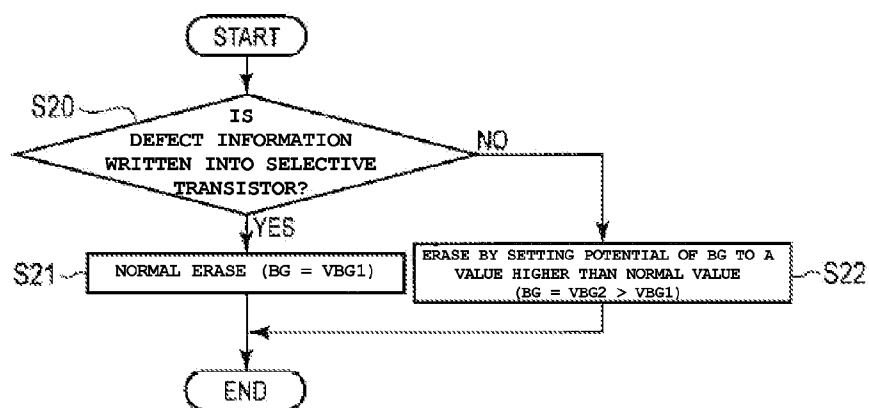 START
S20
IS
DEFECT INFORMATION
WRITTEN INTO SELECTIVE
TRANSISTOR?
NO
YES
S21
NORMAL ERASE (BG = VBG1)
ERASE BY SETTING POTENTIAL OF BG TO A
VALUE HIGHER THAN NORMAL VALUE
(BG = VBG2 > VBG1)
S22
END